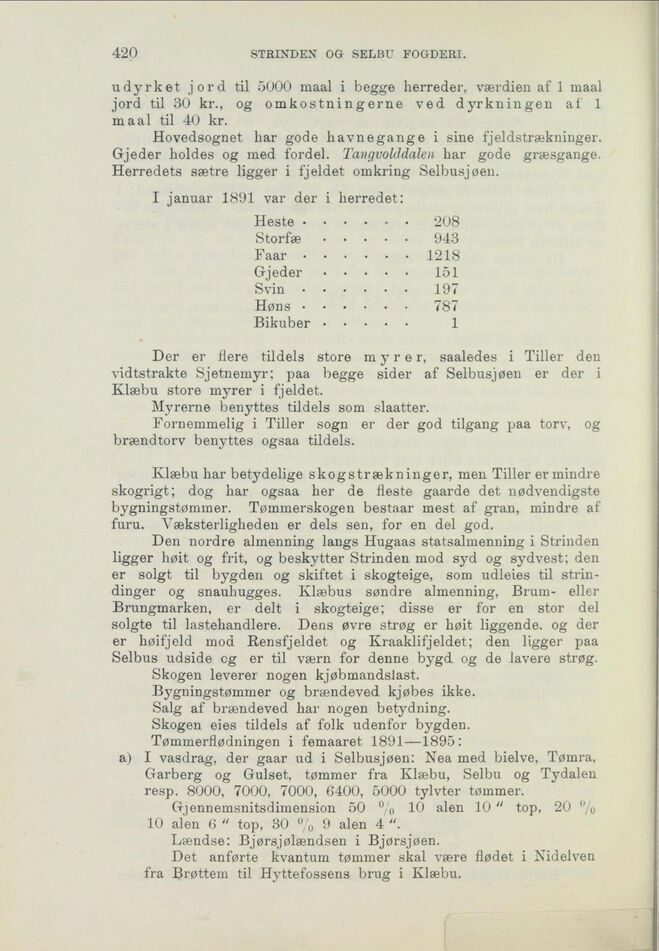 420 STRINDEN OG SELBU FOGDERI.
udyrket jord til 5000 maal i begge herreder, værdien af 1 maal
jord til 30 kr., og omkostningerne ved dyrkningen af 1
maal til 40 kr.
Hovedsognet har gode havnegange i sine fjeldstrækninger.
Gjeder holdes og med fordel. Tangvolddalen har gode græsgange.
Herredets sætre ligger i fjeldet omkring Selbusjøen.
I januar 1891 var der i herredet:
Heste · · · · · · 208
Storfæ · · · · · 943
Faar · · · · · · 1218
Gjeder · · · · · 151
Svin · · · · · · 197
Høns · · · · · · 787
Bikuber · · · · · 1
Der er flere tildels store myrer, saaledes i Tiller den
vidtstrakte Sjetnemyr; paa begge sider af Selbusjøen er der i
Klæbu store myrer i fjeldet.
Myrerne benyttes tildels som slaatter.
Fornemmelig i Tiller sogn er der god tilgang paa torv, og
brændtorv benyttes ogsaa tildels.
Klæbu har betydelige skogstrækninger, men Tiller er mindre
skogrigt; dog har ogsaa her de fleste gaarde det nødvendigste
bygningstømmer. Tømmerskogen bestaar mest af gran, mindre af
furu. Væksterligheden er dels sen, for en del god.
Den nordre almenning langs Hugaas statsalmenning i Strinden
ligger høit og frit, og beskytter Strinden mod syd og sydvest; den
er solgt til bygden og skiftet i skogteige, som udleies til strin-
dinger og snauhugges. Klæbus søndre almenning, Brum- eller
Brungmarken, er delt i skogteige; disse er for en stor del
solgte til lastehandlere. Dens øvre strøg er høit liggende, og der
er høifjeld mod Rensfjeldet og Kraaklifjeldet; den ligger paa
Selbus udside og er til værn for denne bygd og de lavere strøg.
Skogen leverer nogen kjøbmandslast.
Bygningstømmer og brændeved kjøbes ikke.
Salg af brændeved har nogen betydning.
Skogen eies tildels af folk udenfor bygden.
Tømmerflødningen i femaaret 1891—1895:
a) I vasdrag, der gaar ud i Selbusjøen: Nea med bielve, Tømra,
Garberg og Gulset, tømmer fra Klæbu, Selbu og Tydalen
resp. 8000, 7000, 7000, 6400, 5000 tylvter tømmer.
Gjennemsnitsdimension 50 % 10 alen 10" top, 20 %
10 alen 6" top, 30 % 9 alen 4".
Lændse: Bjørsjølændsen i Bjørsjøen.
Det anførte kvantum tømmer skal være flødet i Nidelven
fra Brøttem til Hyttefossens brug i Klæbu.